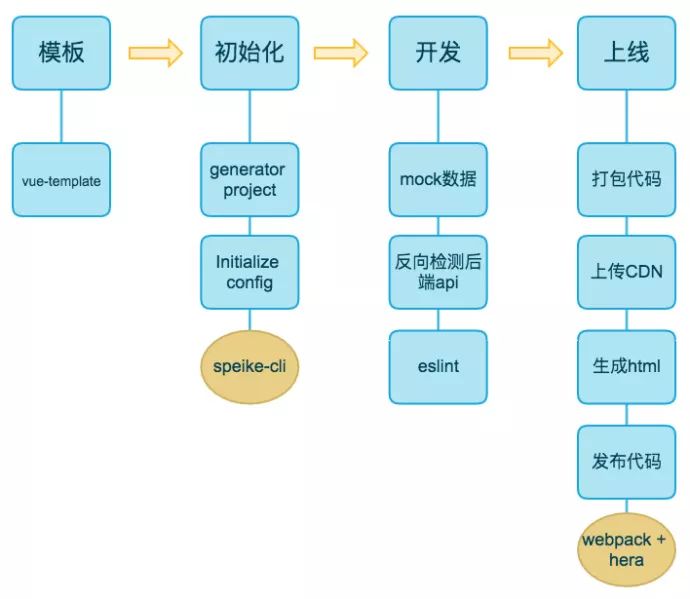 模板
初始化
开发
上线
vue-template
generator
project
mock数据
打包代码
Initialize
config
反向检测后
端api
上传CDN
speike-cli
eslint
生成html
发布代码
webpack +
hera